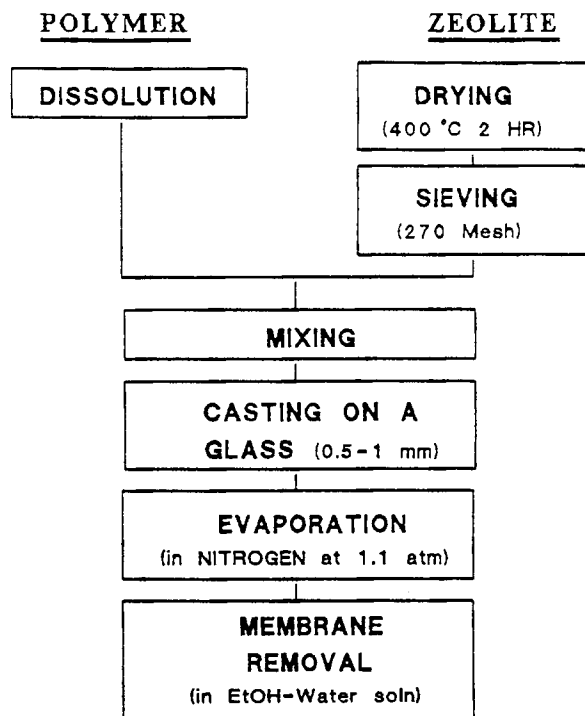 POLYMER
ZEOLITE
DISSOLUTION
DRYING
(400 °C 2 HR)
SIEVING
(270 Mesh)
MIXING
CASTING ON A
GLASS (0.5-1 mm)
EVAPORATION
(in NITROGEN at 1.1 atm)
MEMBRANE
REMOVAL
(in EtOH-Water soln)